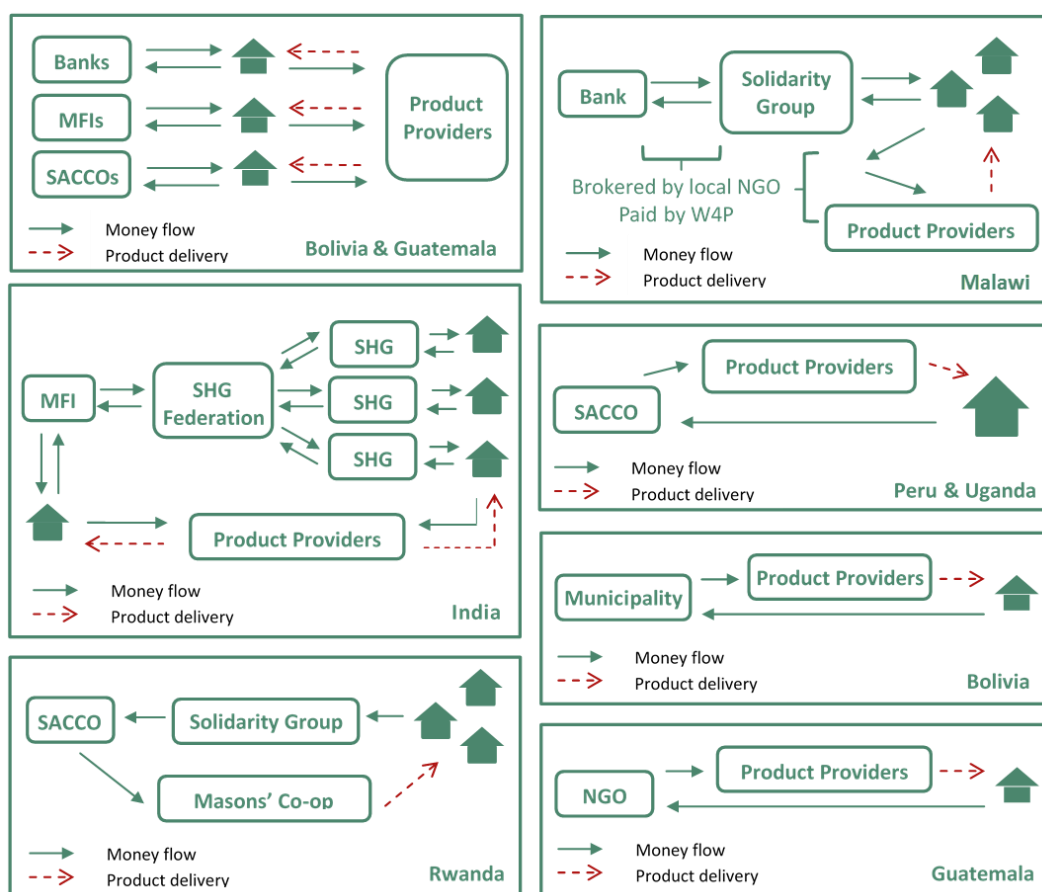 Banks
MFIs
SACCOs
Product
Providers
Money flow
Product delivery
Bolivia & Guatemala
Bank
Solidarity
Group
Brokered by local NGO
Paid by W4P
Product Providers
Money flow
Product delivery
Malawi
MFI
SHG
Federation
SHG
SHG
SHG
Product Providers
Money flow
Product delivery
India
SACCO
Product Providers
Money flow
Product delivery
Peru & Uganda
Municipality
Product Providers
Money flow
Product delivery
Bolivia
SACCO
Solidarity Group
Masons' Co-op
Money flow
Product delivery
Rwanda
NGO
Product Providers
Money flow
Product delivery
Guatemala